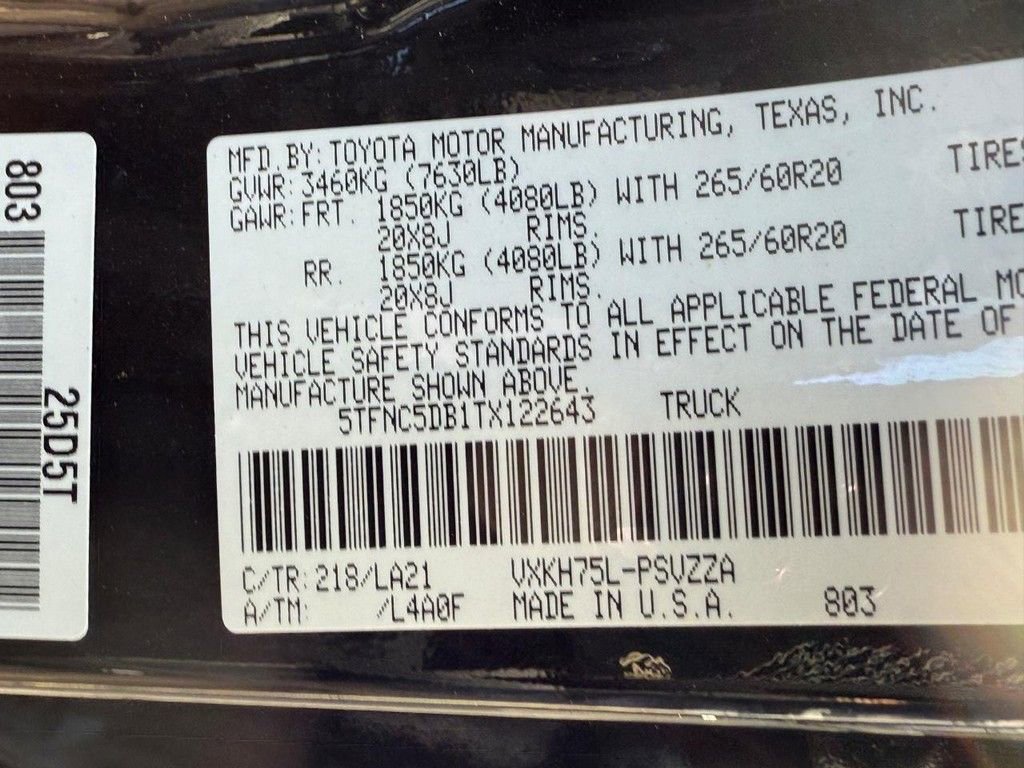 803
25D5T
MFD.BY:TOYOTA MOTOR MANUFACTURING, TEXAS, INC.
GVWR:3460KG (7630LB)
GAWR:FRT. 1850KG (4080LB) WITH 265/60R20 TIRES
20X8J RIMS.
RR. 1850KG (4080LB) WITH 265/60R20 TIRE
20X8J RIMS.
THIS VEHICLE CONFORMS TO ALL APPLICABLE FEDERAL MO
VEHICLE SAFETY STANDARDS IN EFFECT ON THE DATE OF
MANUFACTURE SHOWN ABOVE.
5TFNC5DB1TX122643 TRUCK
C/TR:218/LA21 VXKH75L-PSVZZA
A/TM: /L4A0F MADE IN U.S.A. 803